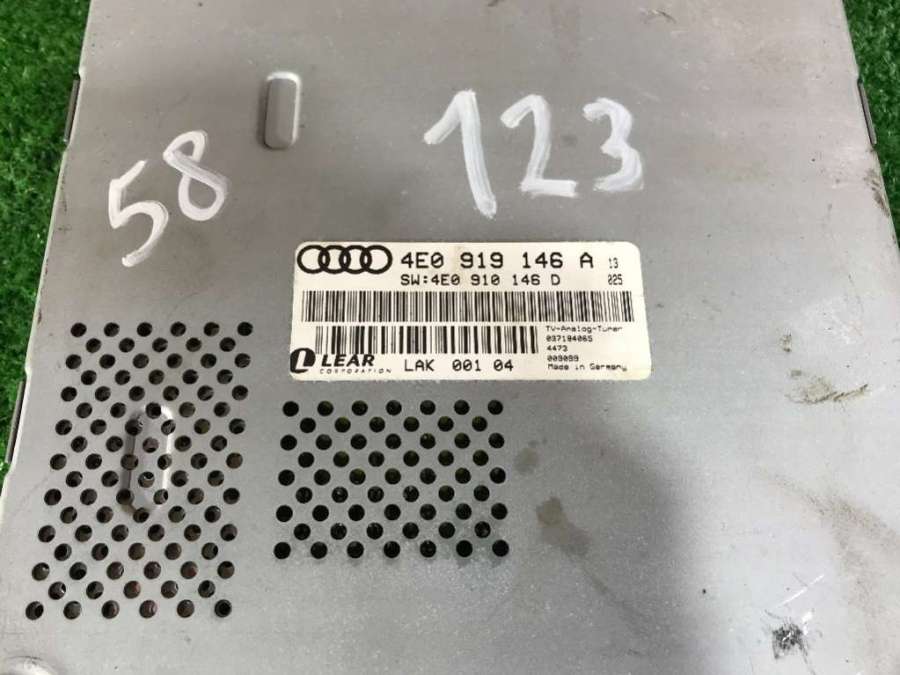 58
123
4E0 919 146 A 13
SW:4E0 910 146 D 025
TV-Analog-Tuner
037194065
4473
009099
Made in Germany
LEAR
CORPORATION
LAK 001 04